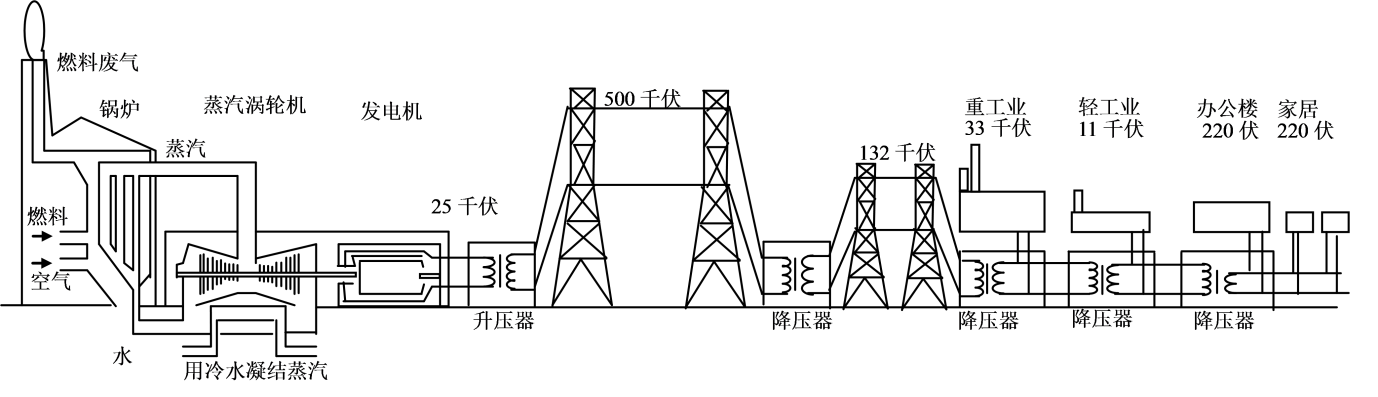 燃料废气
锅炉
蒸汽涡轮机
发电机
蒸汽
燃料
空气
水
用冷水凝结蒸汽
25 千伏
升压器
500 千伏
降压器
132 千伏
重工业
33 千伏
降压器
轻工业
11 千伏
降压器
办公楼
220 伏
家居
220 伏
降压器